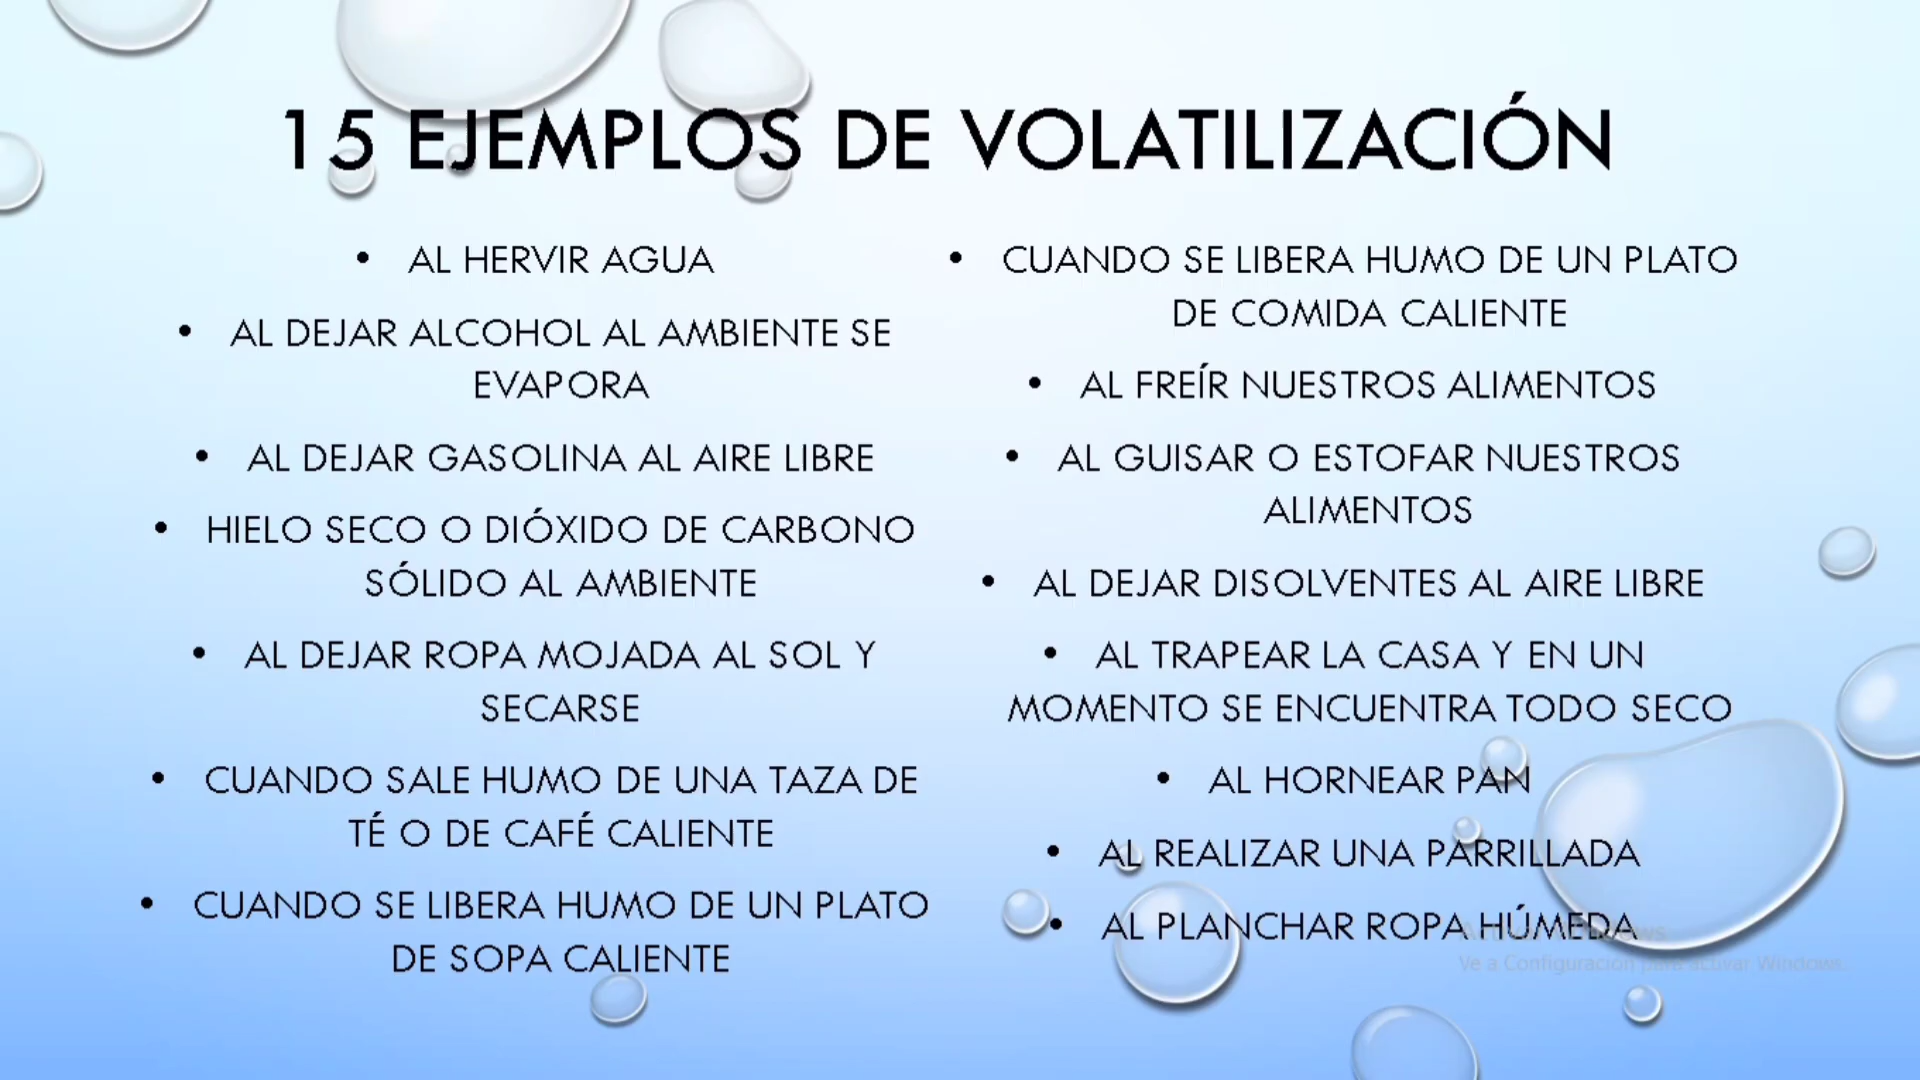 15 EJEMPLOS DE VOLATILIZACIÓN
• AL HERVIR AGUA
• AL DEJAR ALCOHOL AL AMBIENTE SE
EVAPORA
• AL DEJAR GASOLINA AL AIRE LIBRE
• HIELO SECO O DIÓXIDO DE CARBONO
SÓLIDO AL AMBIENTE
• AL DEJAR ROPA MOJADA AL SOL Y
SECARSE
• CUANDO SALE HUMO DE UNA TAZA DE
TÉ O DE CAFÉ CALIENTE
• CUANDO SE LIBERA HUMO DE UN PLATO
DE SOPA CALIENTE
• CUANDO SE LIBERA HUMO DE UN PLATO
DE COMIDA CALIENTE
• AL FREÍR NUESTROS ALIMENTOS
• AL GUISAR O ESTOFAR NUESTROS
ALIMENTOS
• AL DEJAR DISOLVENTES AL AIRE LIBRE
• AL TRAPEAR LA CASA Y EN UN
MOMENTO SE ENCUENTRA TODO SECO
• AL HORNEAR PAN
• AL REALIZAR UNA PARRILLADA
• AL PLANCHAR ROPA HÚMEDA
Activar Windows
Ve a Configuración para activar Windows.